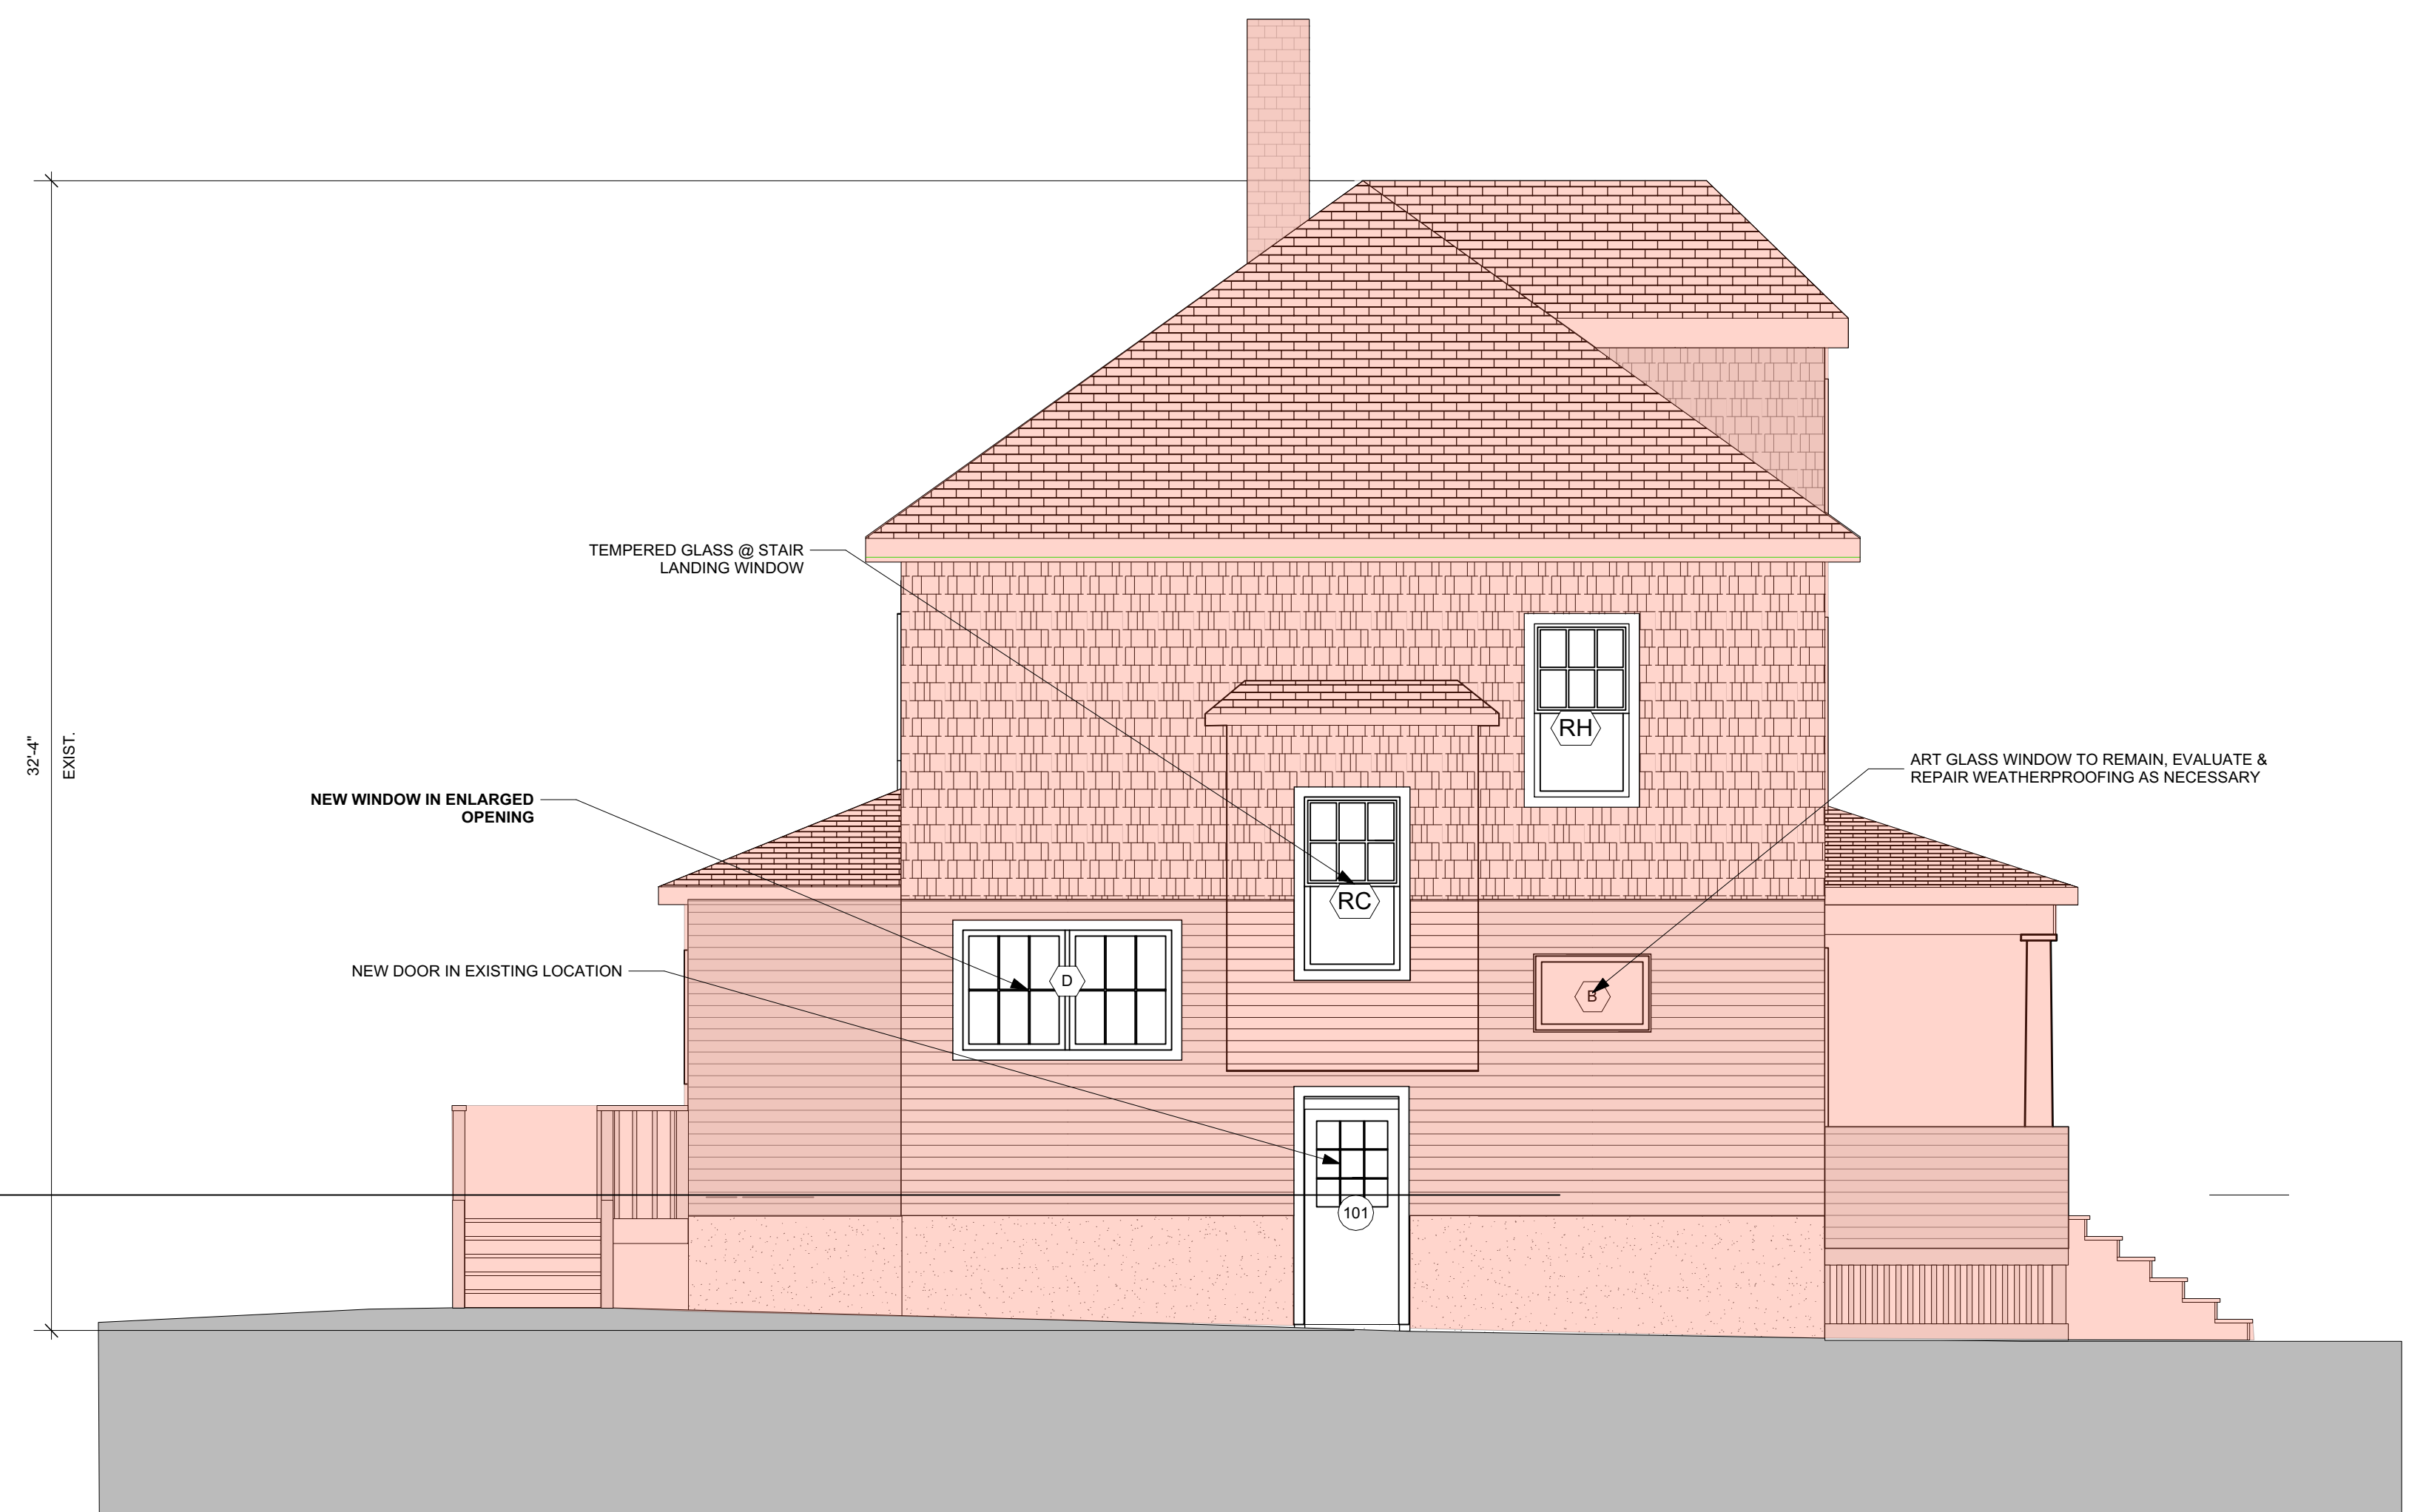 TEMPERED GLASS @ STAIR
LANDING WINDOW
RH
32'-4"
EXIST.
ART GLASS WINDOW TO REMAIN, EVALUATE &
REPAIR WEATHERPROOFING AS NECESSARY
NEW WINDOW IN ENLARGED
OPENING
RC
NEW DOOR IN EXISTING LOCATION
D
B
101